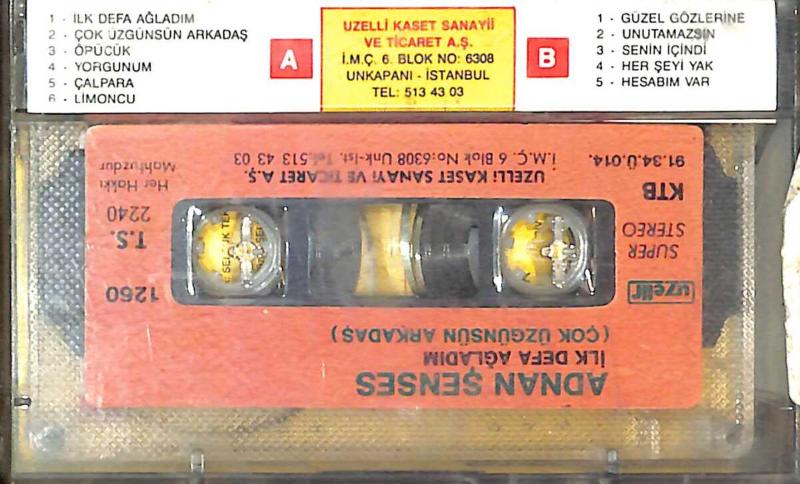 1 - İLK DEFA AĞLADIM
2 - ÇOK ÜZGÜNSÜN ARKADAŞ
3 - ÖPÜCÜK
4 - YORGUNUM
5 - ÇALPARA
6 - LİMONCU
A
UZELLİ KASET SANAYİİ
VE TİCARET A.Ş.
İ.M.Ç. 6. BLOK NO: 6308
UNKAPANI - İSTANBUL
TEL: 513 43 03
B
1 - GÜZEL GÖZLERİNE
2 - UNUTAMAZSIN
3 - SENİN İÇİNDİ
4 - HER ŞEYİ YAK
5 - HESABIM VAR
ADNAN ŞENSES
İLK DEFA AĞLADIM
(ÇOK ÜZGÜNSÜN ARKADAŞ)
uzelli
SUPER
STEREO
KTB
91.34.Ü.014.
1260
T.S.
2240
Her Hakkı
Mahfuzdur
UZELLİ KASET SANAYİ VE TİCARET A.Ş.
İ.M.Ç. 6 Blok No:6308 Unk-İst. Tel.513 43 03